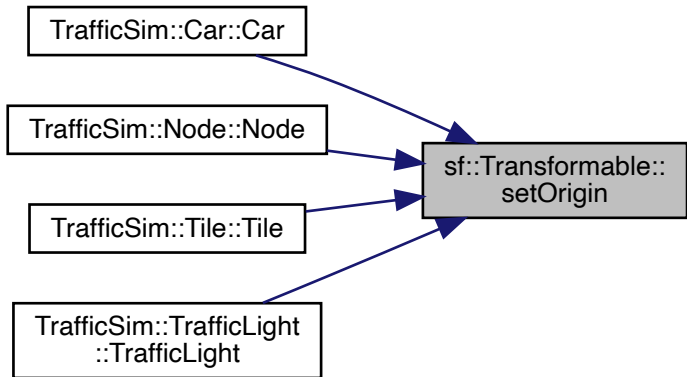 TrafficSim::Car::Car
TrafficSim::Node::Node
sf::Transformable::
setOrigin
TrafficSim::Tile::Tile
TrafficSim::TrafficLight
::TrafficLight